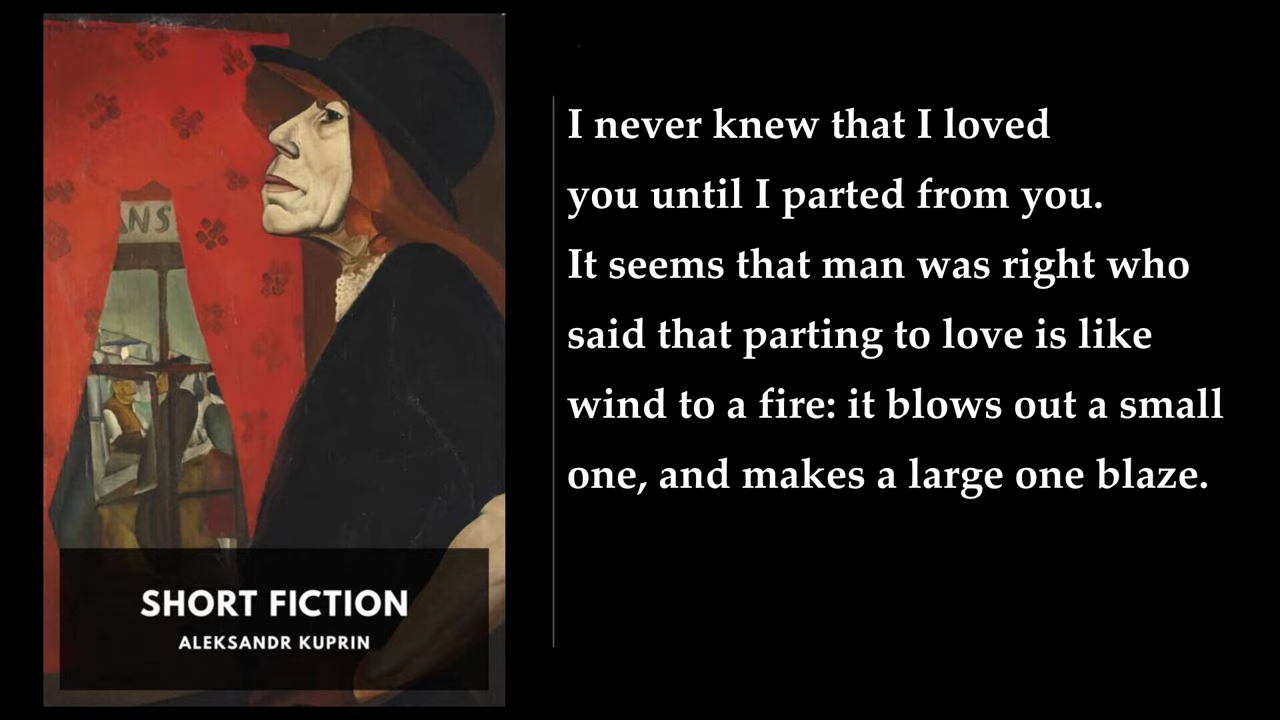 ANS
SHORT FICTION
ALEKSANDR KUPRIN
I never knew that I loved
you until I parted from you.
It seems that man was right who
said that parting to love is like
wind to a fire: it blows out a small
one, and makes a large one blaze.